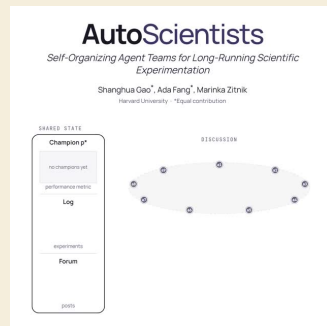 AutoScientists
Self-Organizing Agent Teams for Long-Running Scientific
Experimentation
Shanghua Gao*, Ada Fang*, Marinka Zitnik
Harvard University · *Equal contribution
SHARED STATE
Champion p*
no champions yet
performance metric
Log
experiments
Forum
posts
DISCUSSION